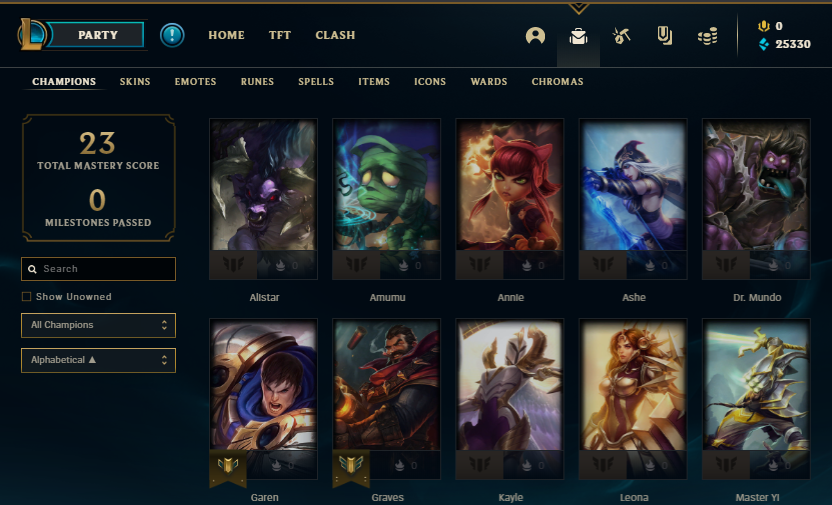 PARTY
HOME TFT CLASH
0
25330
CHAMPIONS SKINS EMOTES RUNES SPELLS ITEMS ICONS WARDS CHROMAS
23
TOTAL MASTERY SCORE
0
MILESTONES PASSED
Search
Show Unowned
All Champions
Alphabetical ▲
0 0 0 0 0
Alistar Amumu Annie Ashe Dr. Mundo
0 0 0 0 0
Garen Graves Kayle Leona Master Yi